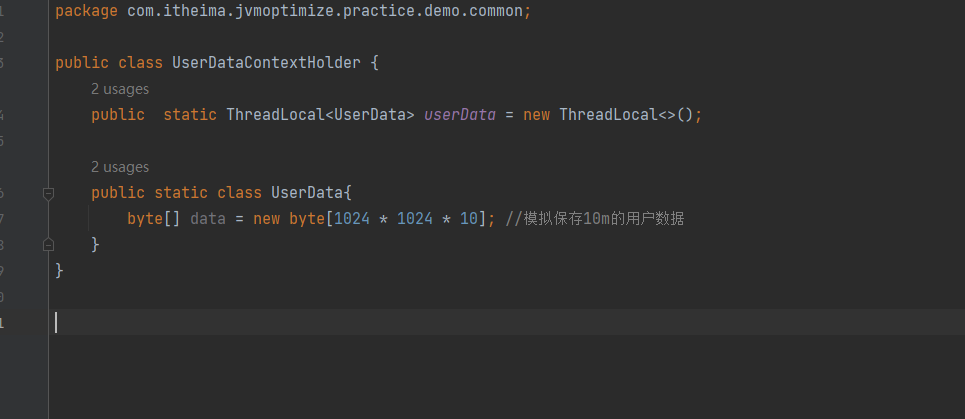 1 package com.itheima.jvmoptimize.practice.demo.common;
2
3 public class UserDataContextHolder {
2 usages
4 public  static ThreadLocal<UserData> userData = new ThreadLocal<>();
5
2 usages
6 public static class UserData{
7 byte[] data = new byte[1024 * 1024 * 10]; //模拟保存10m的用户数据
8 }
9 }
0
1